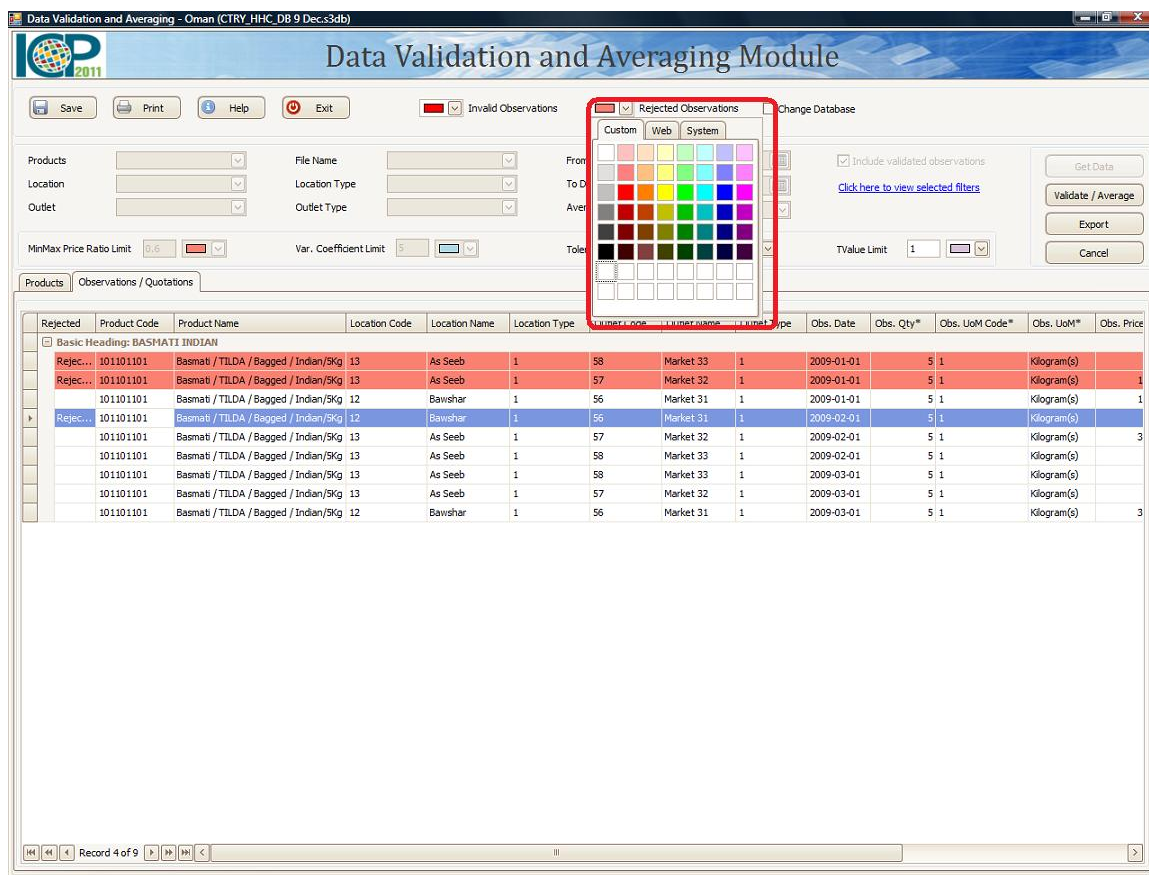 Data Validation and Averaging - Oman (CTRY_HHC_DB 9 Dec.s3db)
ICP 2011
Data Validation and Averaging Module
Save Print Help Exit Invalid Observations Rejected Observations Change Database
Custom Web System
Products File Name From Include validated observations Get Data
Location Location Type To D Click here to view selected filters Validate / Average
Outlet Outlet Type Aver Export
MinMax Price Ratio Limit 0.6 Var. Coefficient Limit 5 Toler TValue Limit 1 Cancel
Products Observations / Quotations
Rejected Product Code Product Name Location Code Location Name Location Type Outlet Code Outlet Name Outlet Type Obs. Date Obs. Qty* Obs. UoM Code* Obs. UoM* Obs. Price
Basic Heading: BASMATI INDIAN
Rejec... 101101101 Basmati / TILDA / Bagged / Indian/5Kg 13 As Seeb 1 58 Market 33 1 2009-01-01 5 1 Kilogram(s)
Rejec... 101101101 Basmati / TILDA / Bagged / Indian/5Kg 13 As Seeb 1 57 Market 32 1 2009-01-01 5 1 Kilogram(s) 1
101101101 Basmati / TILDA / Bagged / Indian/5Kg 12 Bawshar 1 56 Market 31 1 2009-01-01 5 1 Kilogram(s) 1
Rejec... 101101101 Basmati / TILDA / Bagged / Indian/5Kg 12 Bawshar 1 56 Market 31 1 2009-02-01 5 1 Kilogram(s)
101101101 Basmati / TILDA / Bagged / Indian/5Kg 13 As Seeb 1 57 Market 32 1 2009-02-01 5 1 Kilogram(s) 3
101101101 Basmati / TILDA / Bagged / Indian/5Kg 13 As Seeb 1 58 Market 33 1 2009-02-01 5 1 Kilogram(s)
101101101 Basmati / TILDA / Bagged / Indian/5Kg 13 As Seeb 1 58 Market 33 1 2009-03-01 5 1 Kilogram(s)
101101101 Basmati / TILDA / Bagged / Indian/5Kg 13 As Seeb 1 57 Market 32 1 2009-03-01 5 1 Kilogram(s)
101101101 Basmati / TILDA / Bagged / Indian/5Kg 12 Bawshar 1 56 Market 31 1 2009-03-01 5 1 Kilogram(s) 3
Record 4 of 9